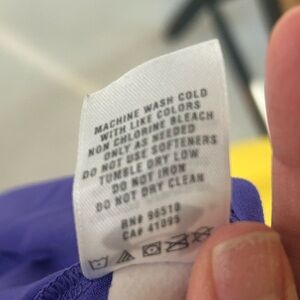 MACHINE WASH COLD
WITH LIKE COLORS
NON CHLORINE BLEACH
ONLY AS NEEDED
DO NOT USE SOFTENERS
TUMBLE DRY LOW
DO NOT IRON
DO NOT DRY CLEAN
RN# 96510
CA# 41095